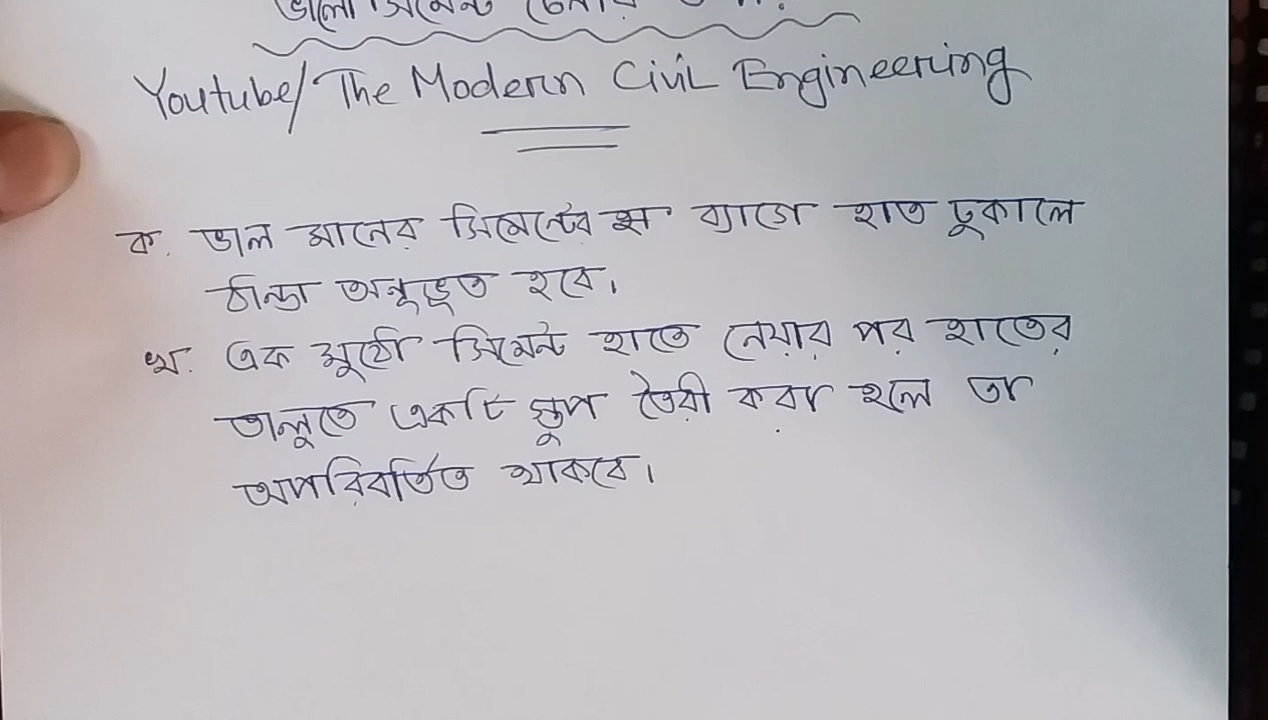 ভালো সিমেন্ট চেনার
Youtube/The Modern Civil Engineering
ক. ভাল মানের সিমেন্টের ব্যাগে হাত ঢুকালে
ঠান্ডা অনুভূত হবে।
খ. এক মুঠো সিমেন্ট হাতে নেয়ার পর হাতের
তালুতে একটি স্তুপ তৈরী করা হলে তা
অপরিবর্তিত থাকবে।